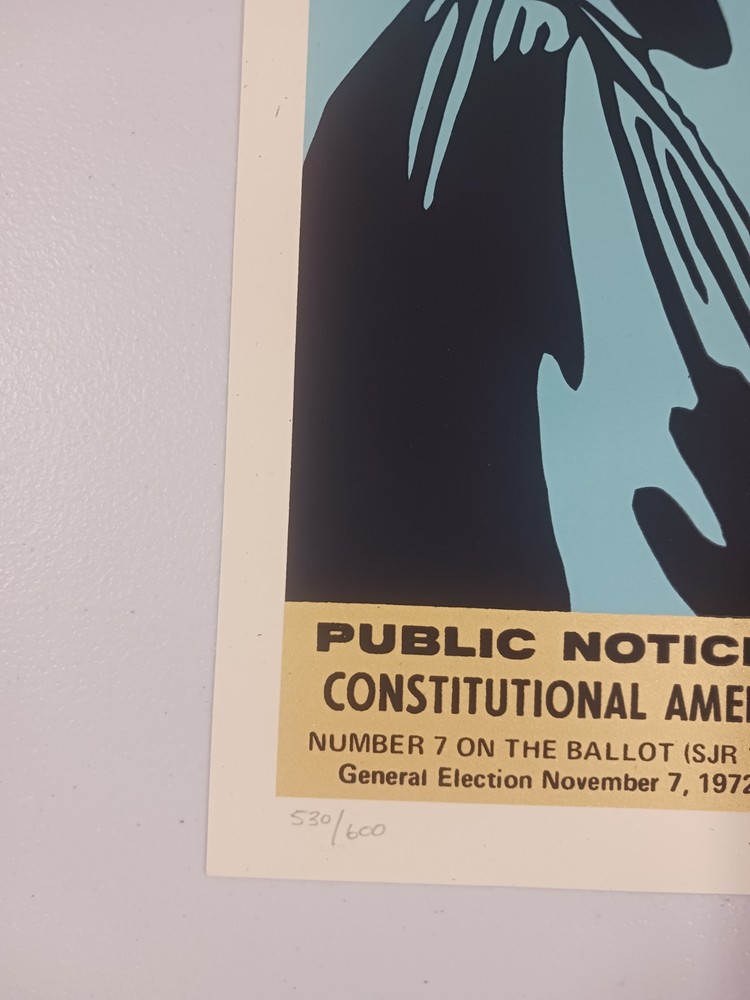 PUBLIC NOTIC
CONSTITUTIONAL AME
NUMBER 7 ON THE BALLOT (SJR
General Election November 7, 1972
530/600